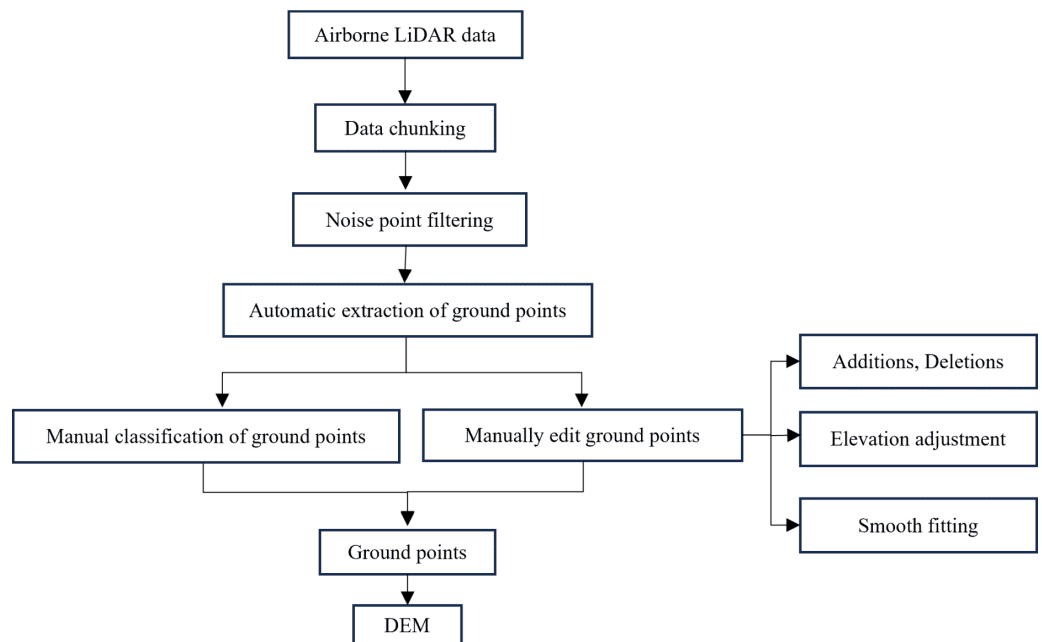 Airborne LiDAR data
Data chunking
Noise point filtering
Automatic extraction of ground points
Manual classification of ground points
Manually edit ground points
Additions, Deletions
Elevation adjustment
Smooth fitting
Ground points
DEM